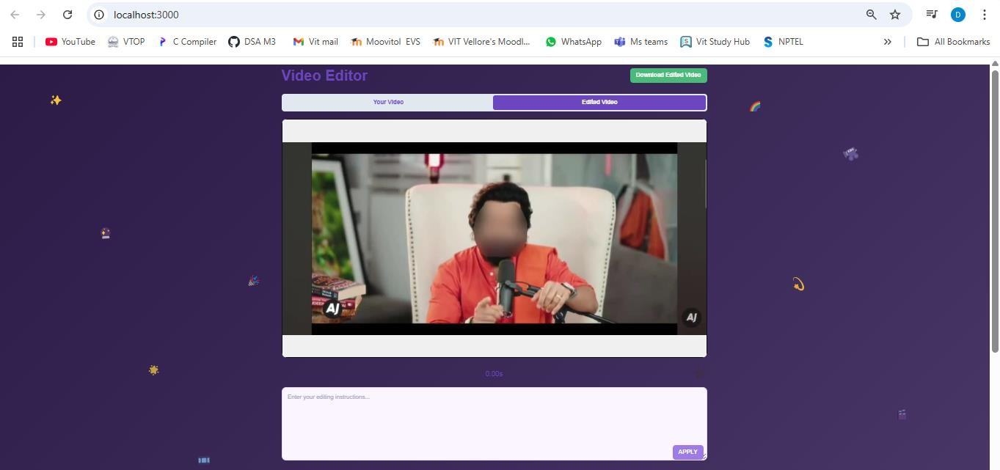 localhost:3000
D
YouTube VTOP C Compiler DSA M3 Vit mail Moovitol EVS VIT Vellore's Moodl... WhatsApp Ms teams Vit Study Hub NPTEL » All Bookmarks
Video Editor
Download Edited Video
Your Video Edited Video
AJ
AJ
0.00s
Enter your editing instructions...
APPLY